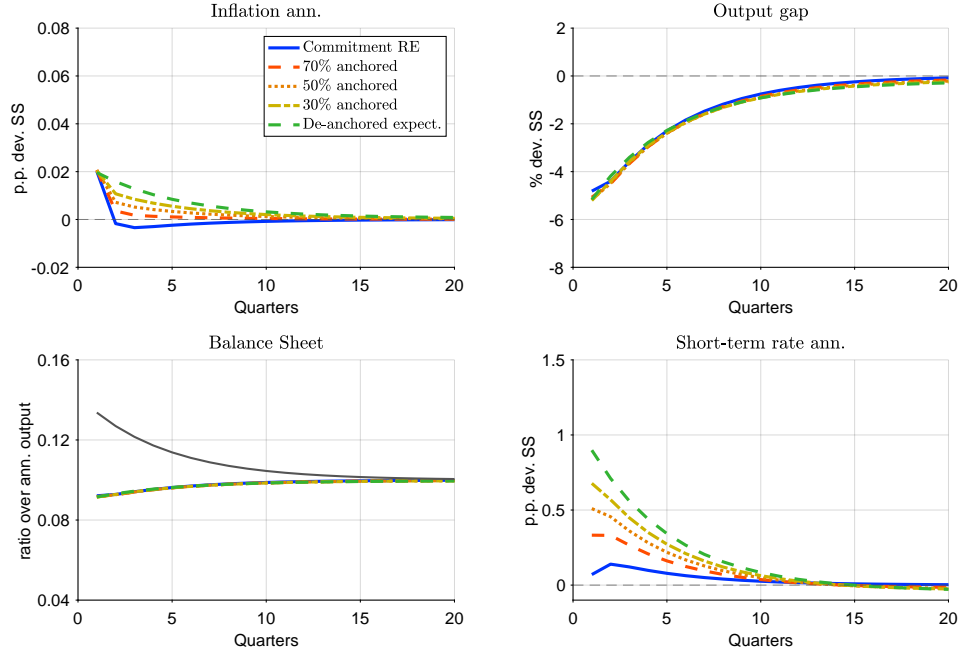 Inflation ann.
0.08
0.06
0.04
0.02
0
-0.02
p.p. dev. SS
0 5 10 15 20
Quarters
Commitment RE
70% anchored
50% anchored
30% anchored
De-anchored expect.
Output gap
2
0
-2
-4
-6
-8
% dev. SS
0 5 10 15 20
Quarters
Balance Sheet
0.16
0.12
0.08
0.04
ratio over ann. output
0 5 10 15 20
Quarters
Short-term rate ann.
1.5
1
0.5
0
p.p. dev. SS
0 5 10 15 20
Quarters